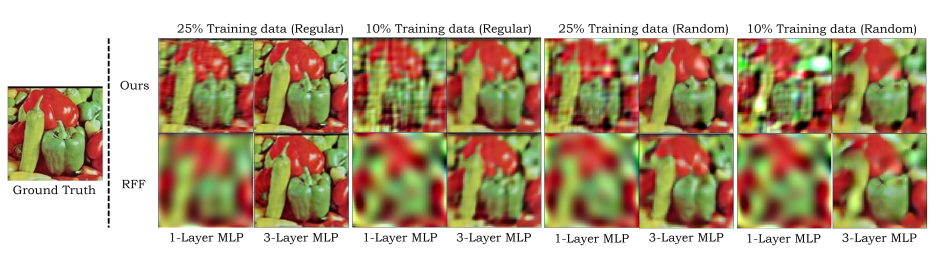 25% Training data (Regular) 10% Training data (Regular) 25% Training data (Random) 10% Training data (Random)
Ours
Ground Truth
RFF
1-Layer MLP 3-Layer MLP 1-Layer MLP 3-Layer MLP 1-Layer MLP 3-Layer MLP 1-Layer MLP 3-Layer MLP